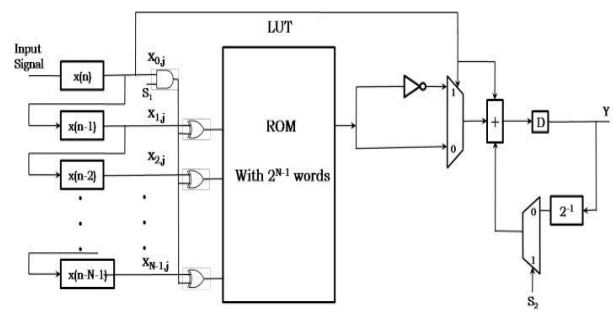 LUT
Input
Signal
x(n)
X0,j
S1
x(n-1)
X1,j
x(n-2)
X2,j
x(n-N-1)
XN-1,j
ROM
With 2^N-1 words
1
0
+
D
Y
0
2^-1
1
S2